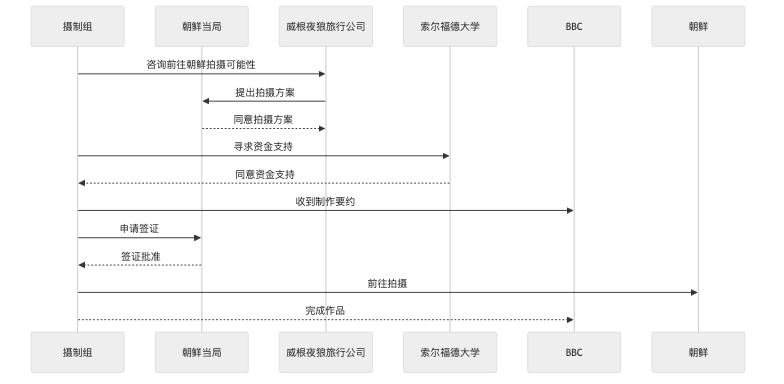 摄制组
朝鲜当局
威根夜狼旅行公司
索尔福德大学
BBC
朝鲜
咨询前往朝鲜拍摄可能性
提出拍摄方案
同意拍摄方案
寻求资金支持
同意资金支持
收到制作要约
申请签证
签证批准
前往拍摄
完成作品
摄制组
朝鲜当局
威根夜狼旅行公司
索尔福德大学
BBC
朝鲜